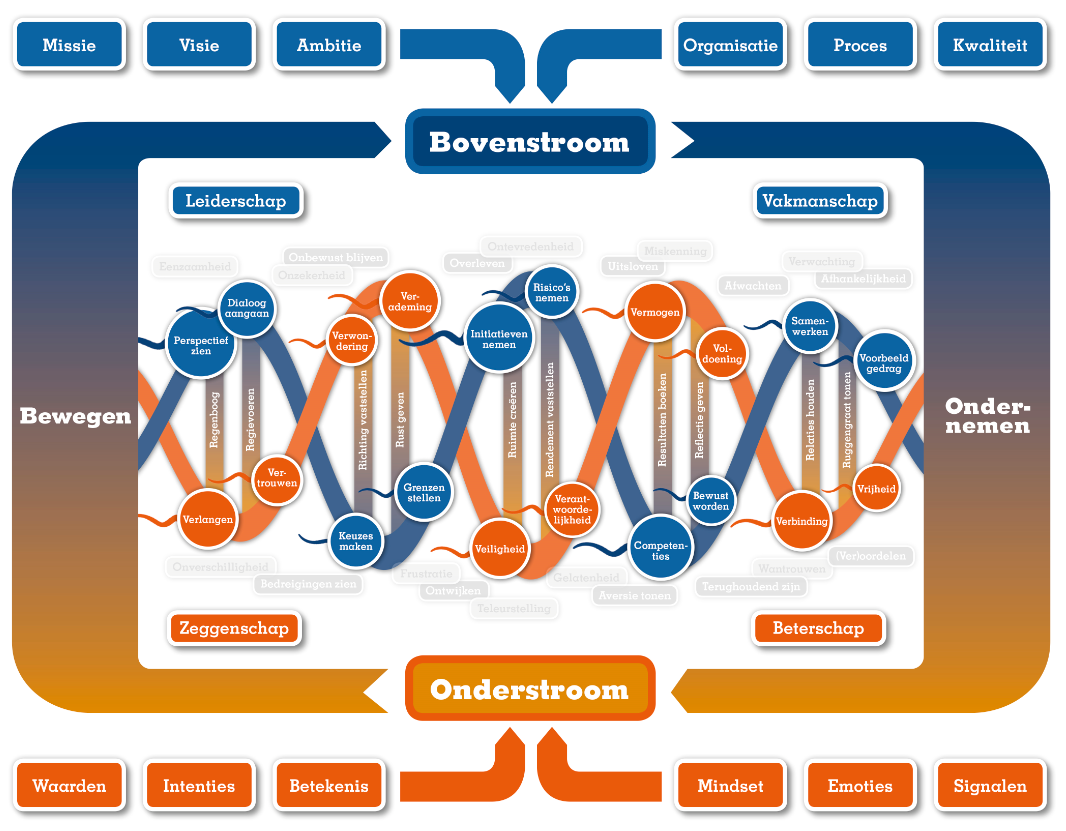 Missie
Visie
Ambitie
Organisatie
Proces
Kwaliteit
Bovenstroom
Leiderschap
Vakmanschap
Eenzaamheid
Onbewust blijven
Onzekerheid
Overleven
Ontevredenheid
Uitsloven
Miskenning
Afwachten
Verwachting
Afhankelijkheid
Perspectief
zien
Dialoog
aangaan
Verwon-
dering
Ver-
ademing
Initiatieven
nemen
Risico's
nemen
Vermogen
Vol-
doening
Samen-
werken
Voorbeeld
gedrag
Regenboog
Regievoeren
Richting vaststellen
Rust geven
Ruimte creëren
Rendement vaststellen
Resultaten boeken
Reflectie geven
Relaties houden
Ruggengraat tonen
Bewegen
Onder-
nemen
Verlangen
Ver-
trouwen
Keuzes
maken
Grenzen
stellen
Veiligheid
Verant-
woorde-
lijkheid
Competen-
ties
Bewust
worden
Verbinding
Vrijheid
Onverschilligheid
Bedreigingen zien
Frustratie
Ontwijken
Teleurstelling
Gelatenheid
Aversie tonen
Terughoudend zijn
Wantrouwen
(Ver)oordelen
Zeggenschap
Beterschap
Onderstroom
Waarden
Intenties
Betekenis
Mindset
Emoties
Signalen